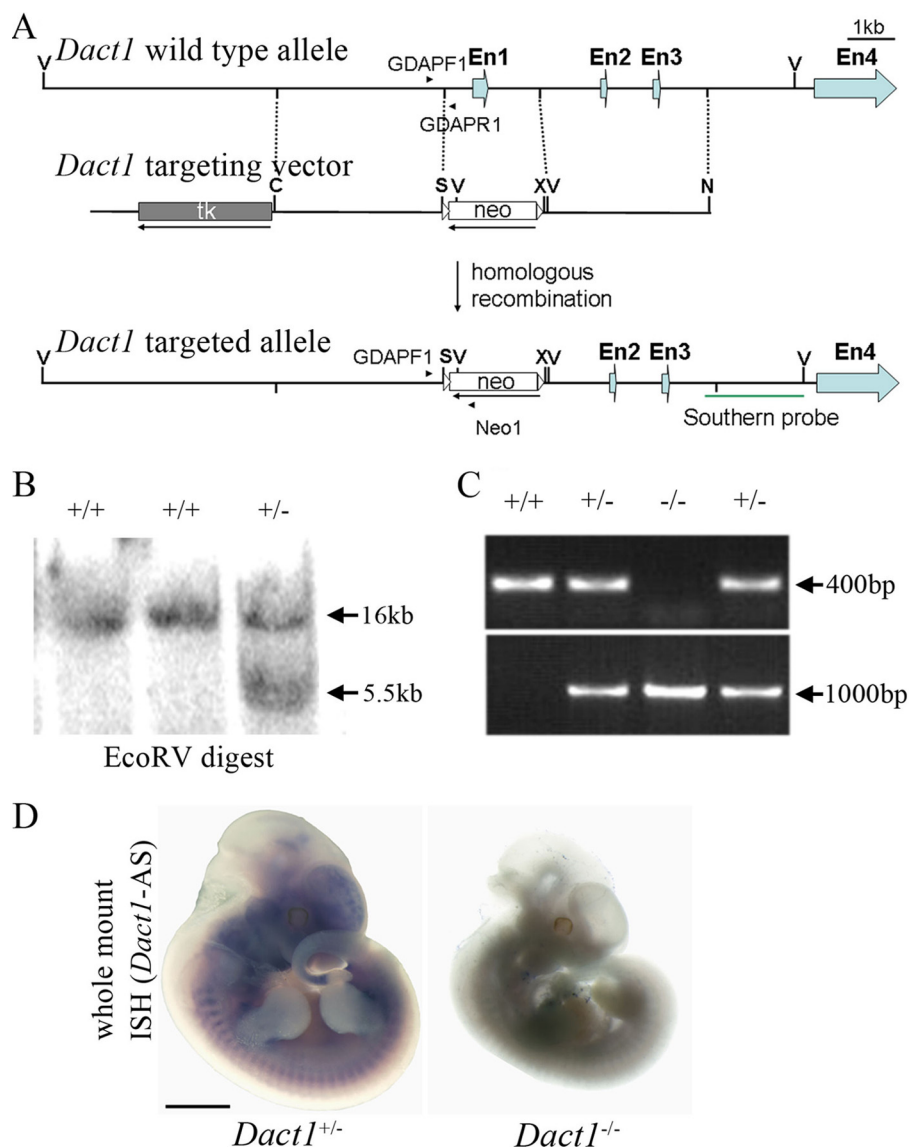 A
1kb
Dact1 wild type allele
V GDAPF1 En1 En2 En3 V En4
GDAPR1
Dact1 targeting vector
C S V X V N
tk neo
homologous
recombination
Dact1 targeted allele
V GDAPF1 S V X V En2 En3 V En4
neo
Neo1 Southern probe
B
+/+ +/+ +/-
16kb
5.5kb
EcoRV digest
C
+/+ +/- -/- +/-
400bp
1000bp
D
whole mount
ISH (Dact1-AS)
Dact1+/- Dact1-/-